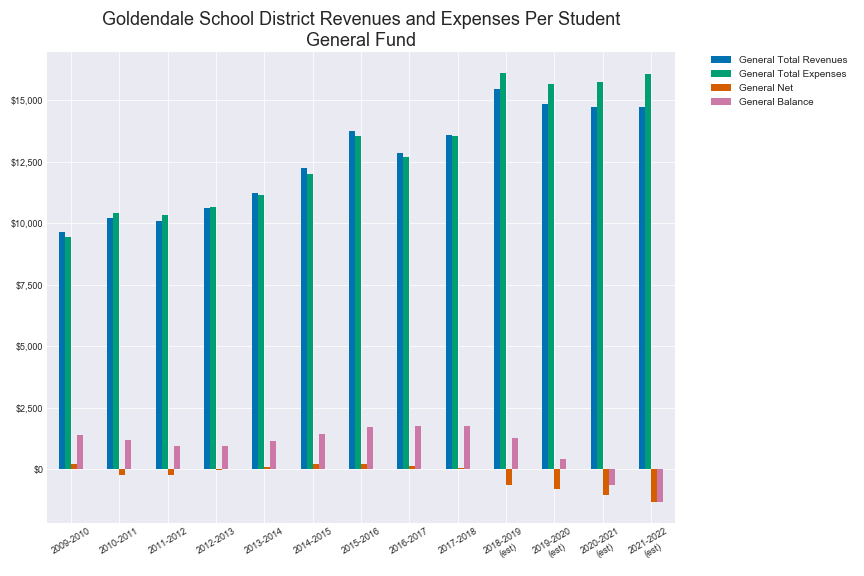 Goldendale School District Revenues and Expenses Per Student
General Fund
General Total Revenues
General Total Expenses
General Net
General Balance
$15,000
$12,500
$10,000
$7,500
$5,000
$2,500
$0
2009-2010
2010-2011
2011-2012
2012-2013
2013-2014
2014-2015
2015-2016
2016-2017
2017-2018
2018-2019
(est)
2019-2020
(est)
2020-2021
(est)
2021-2022
(est)